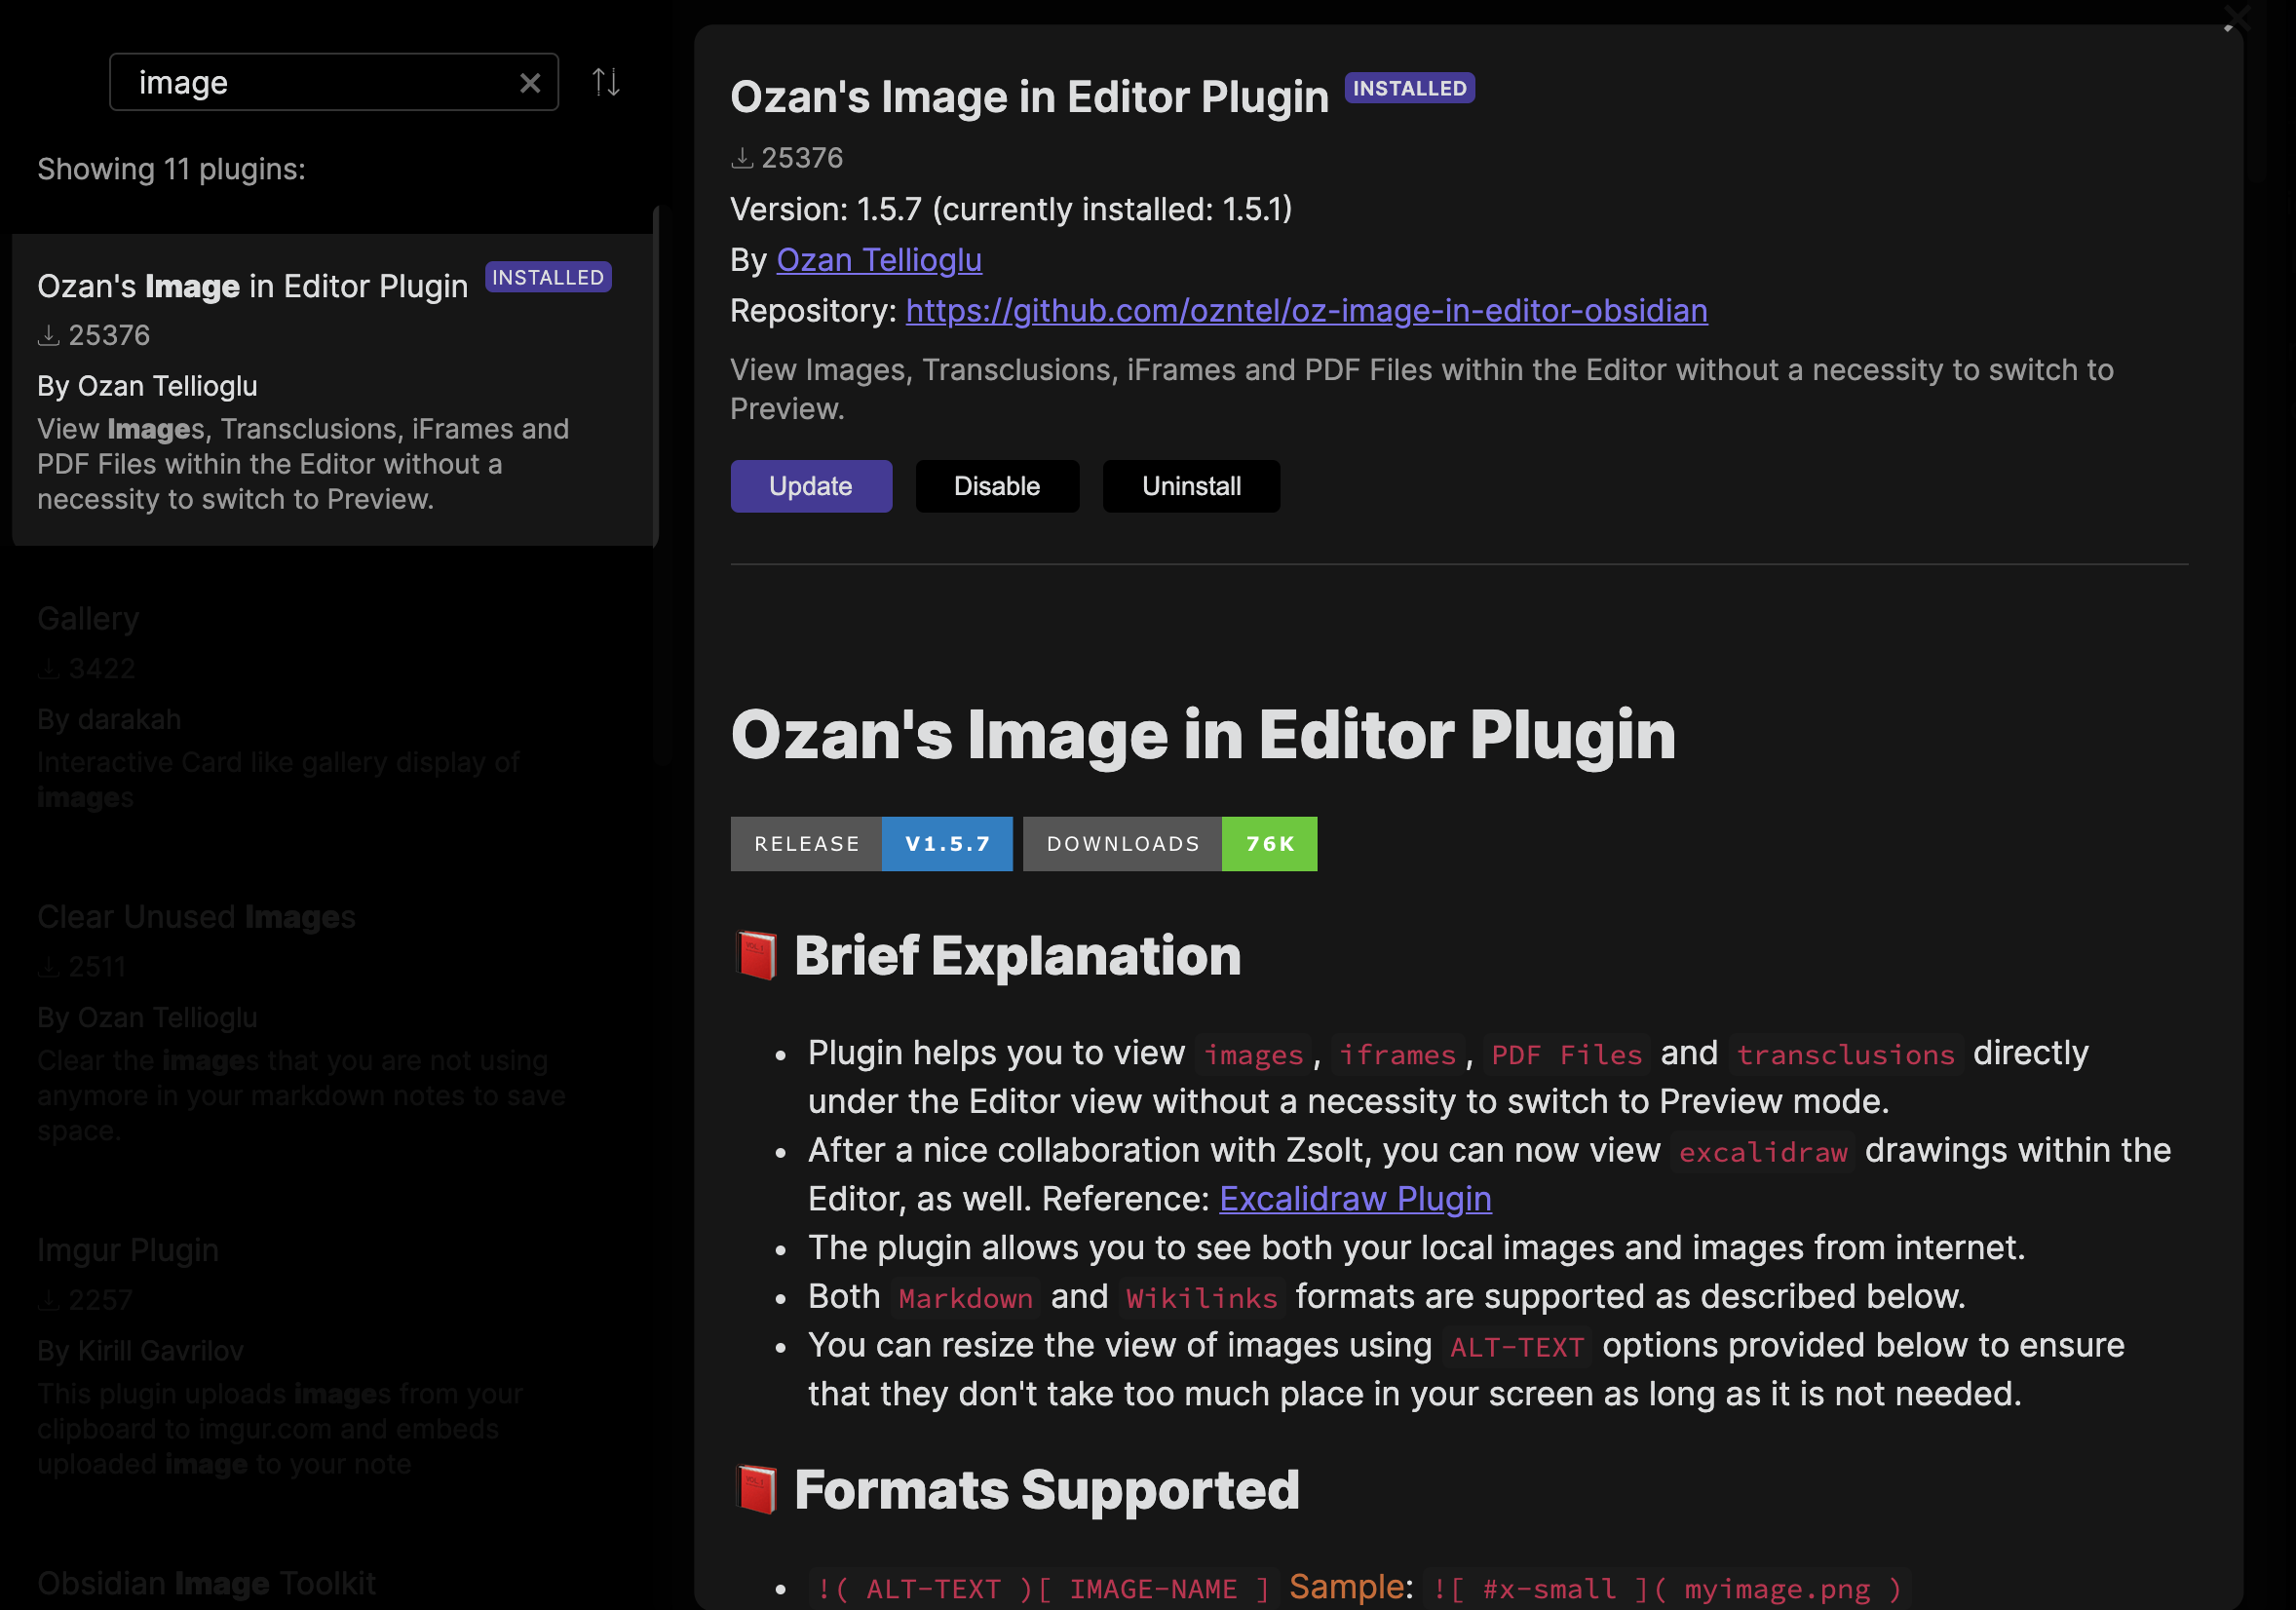 image
Showing 11 plugins:
Ozan's Image in Editor Plugin INSTALLED
25376
By Ozan Tellioglu
View Images, Transclusions, iFrames and
PDF Files within the Editor without a
necessity to switch to Preview.
Gallery
3422
By darakah
Interactive Card like gallery display of
images
Clear Unused Images
2511
By Ozan Tellioglu
Clear the images that you are not using
anymore in your markdown notes to save
space.
Imgur Plugin
2257
By Kirill Gavrilov
This plugin uploads images from your
clipboard to imgur.com and embeds
uploaded image to your note
Obsidian Image Toolkit
Ozan's Image in Editor Plugin INSTALLED
25376
Version: 1.5.7 (currently installed: 1.5.1)
By Ozan Tellioglu
Repository: https://github.com/ozntel/oz-image-in-editor-obsidian
View Images, Transclusions, iFrames and PDF Files within the Editor without a necessity to switch to
Preview.
Update Disable Uninstall
Ozan's Image in Editor Plugin
RELEASE V1.5.7 DOWNLOADS 76K
📕 Brief Explanation
• Plugin helps you to view images, iframes, PDF Files and transclusions directly
under the Editor view without a necessity to switch to Preview mode.
• After a nice collaboration with Zsolt, you can now view excalidraw drawings within the
Editor, as well. Reference: Excalidraw Plugin
• The plugin allows you to see both your local images and images from internet.
• Both Markdown and Wikilinks formats are supported as described below.
• You can resize the view of images using ALT-TEXT options provided below to ensure
that they don't take too much place in your screen as long as it is not needed.
📕 Formats Supported
• !( ALT-TEXT )[ IMAGE-NAME ] Sample: ![ #x-small ]( myimage.png )